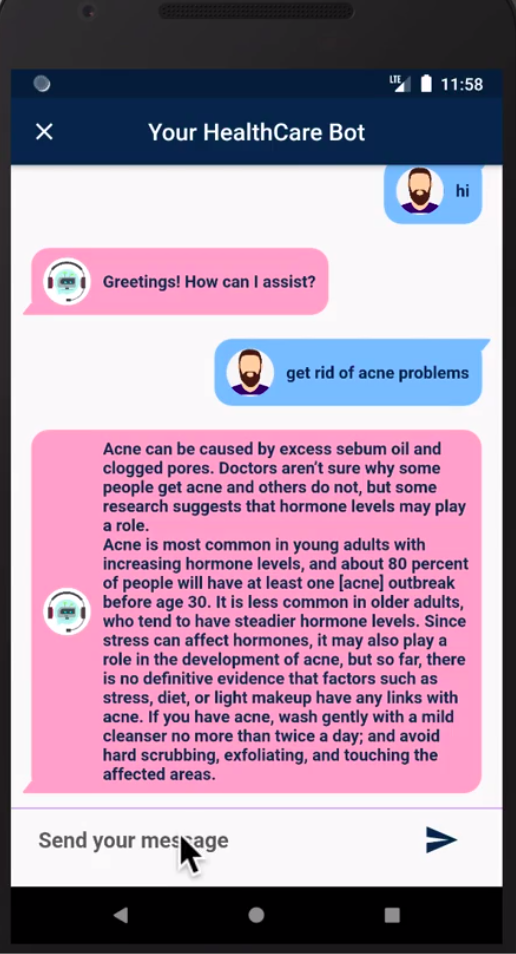 LTE 11:58
Your HealthCare Bot
hi
Greetings! How can I assist?
get rid of acne problems
Acne can be caused by excess sebum oil and
clogged pores. Doctors aren't sure why some
people get acne and others do not, but some
research suggests that hormone levels may play
a role.
Acne is most common in young adults with
increasing hormone levels, and about 80 percent
of people will have at least one [acne] outbreak
before age 30. It is less common in older adults,
who tend to have steadier hormone levels. Since
stress can affect hormones, it may also play a
role in the development of acne, but so far, there
is no definitive evidence that factors such as
stress, diet, or light makeup have any links with
acne. If you have acne, wash gently with a mild
cleanser no more than twice a day; and avoid
hard scrubbing, exfoliating, and touching the
affected areas.
Send your message